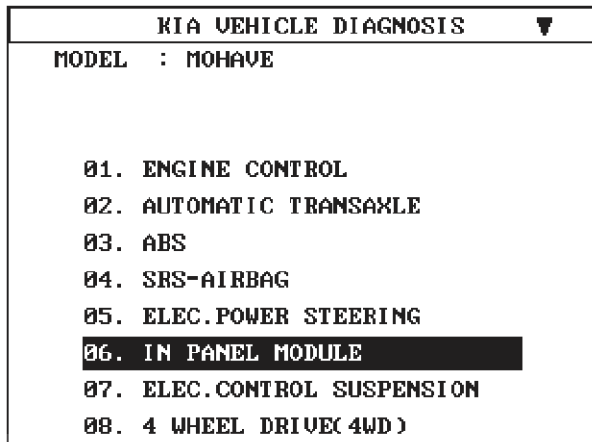 KIA VEHICLE DIAGNOSIS ▼
MODEL : MOHAVE
01. ENGINE CONTROL
02. AUTOMATIC TRANSAXLE
03. ABS
04. SRS-AIRBAG
05. ELEC.POWER STEERING
06. IN PANEL MODULE
07. ELEC.CONTROL SUSPENSION
08. 4 WHEEL DRIVE(4WD)